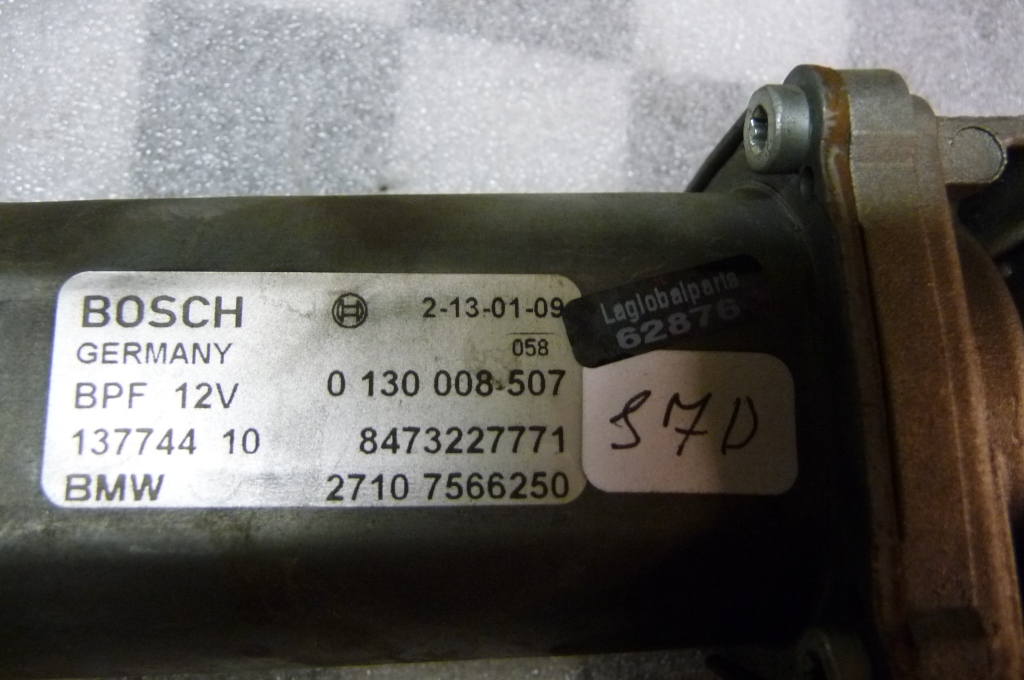 BOSCH 2-13-01-09
GERMANY 058
BPF 12V 0 130 008-507
137744 10 8473227771
BMW 2710 7566250
Laglobalparts
62876
S7D